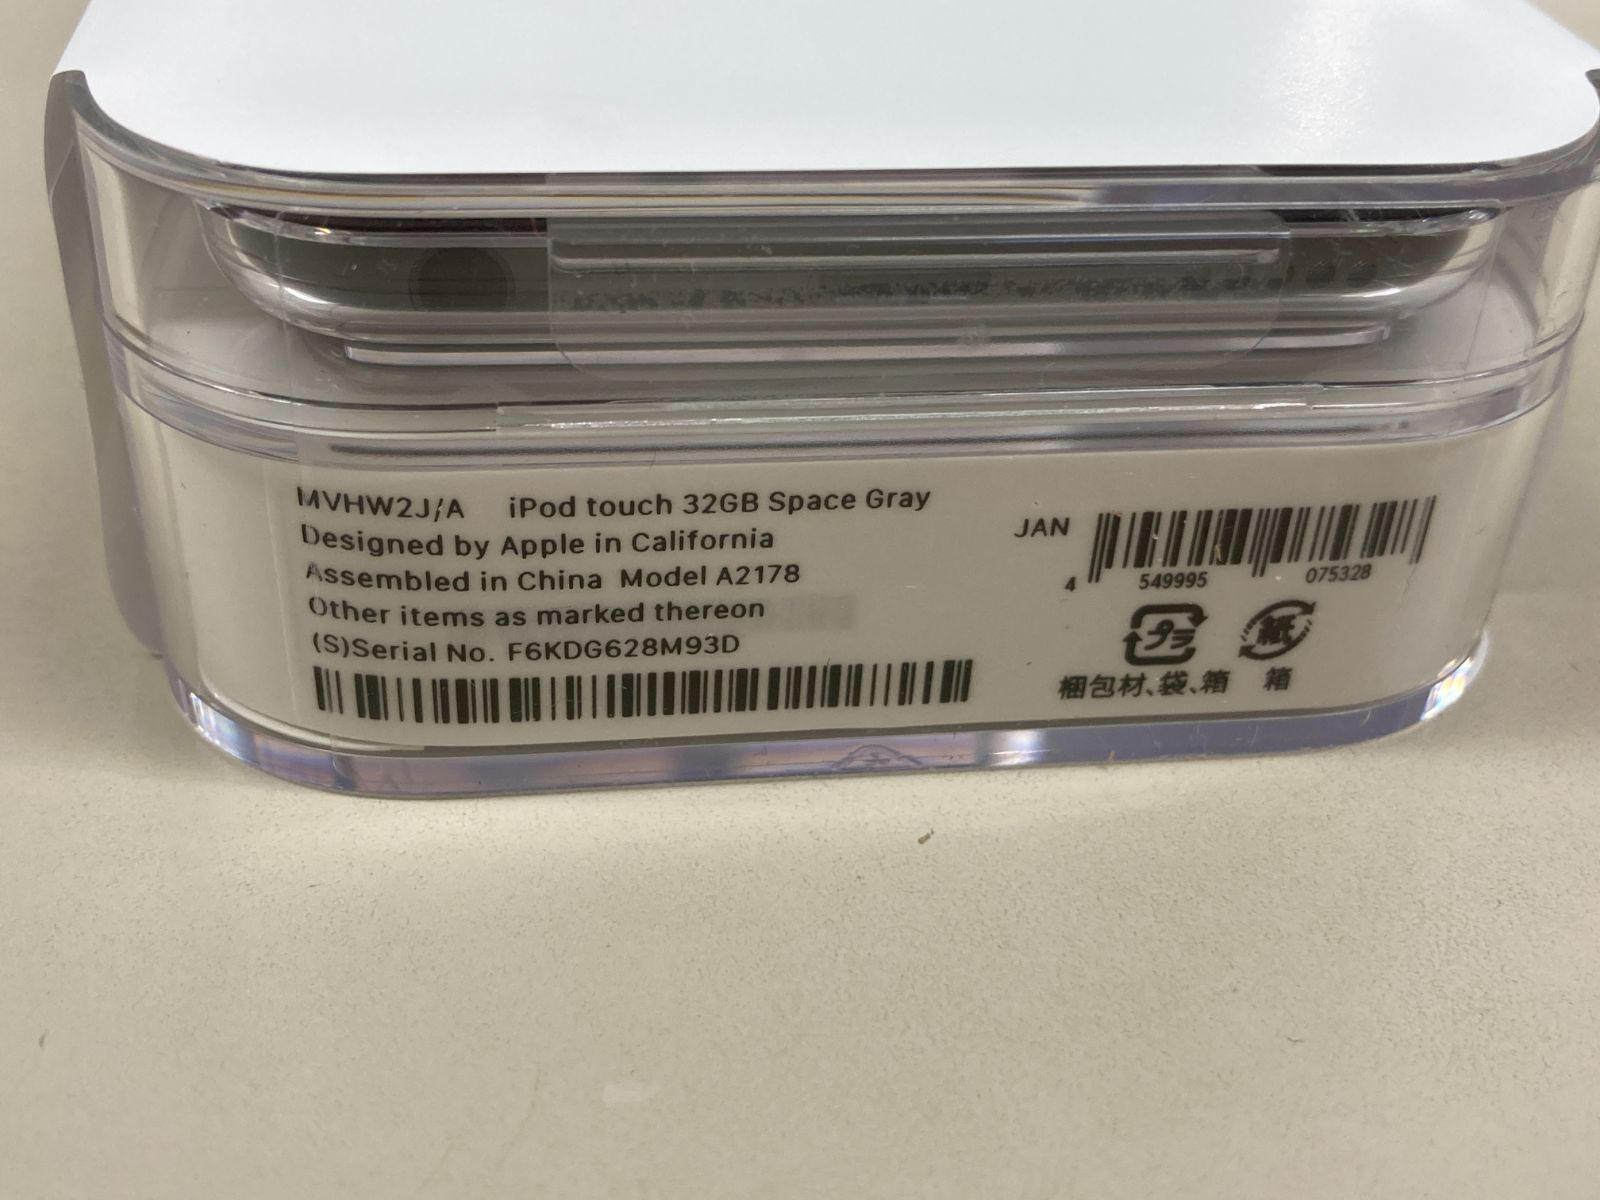 MVHW2J/A iPod touch 32GB Space Gray
Designed by Apple in California
Assembled in China Model A2178
Other items as marked thereon
(S)Serial No. F6KDG628M93D
JAN
4 549995 075328
プラ 紙
梱包材、袋、箱 箱